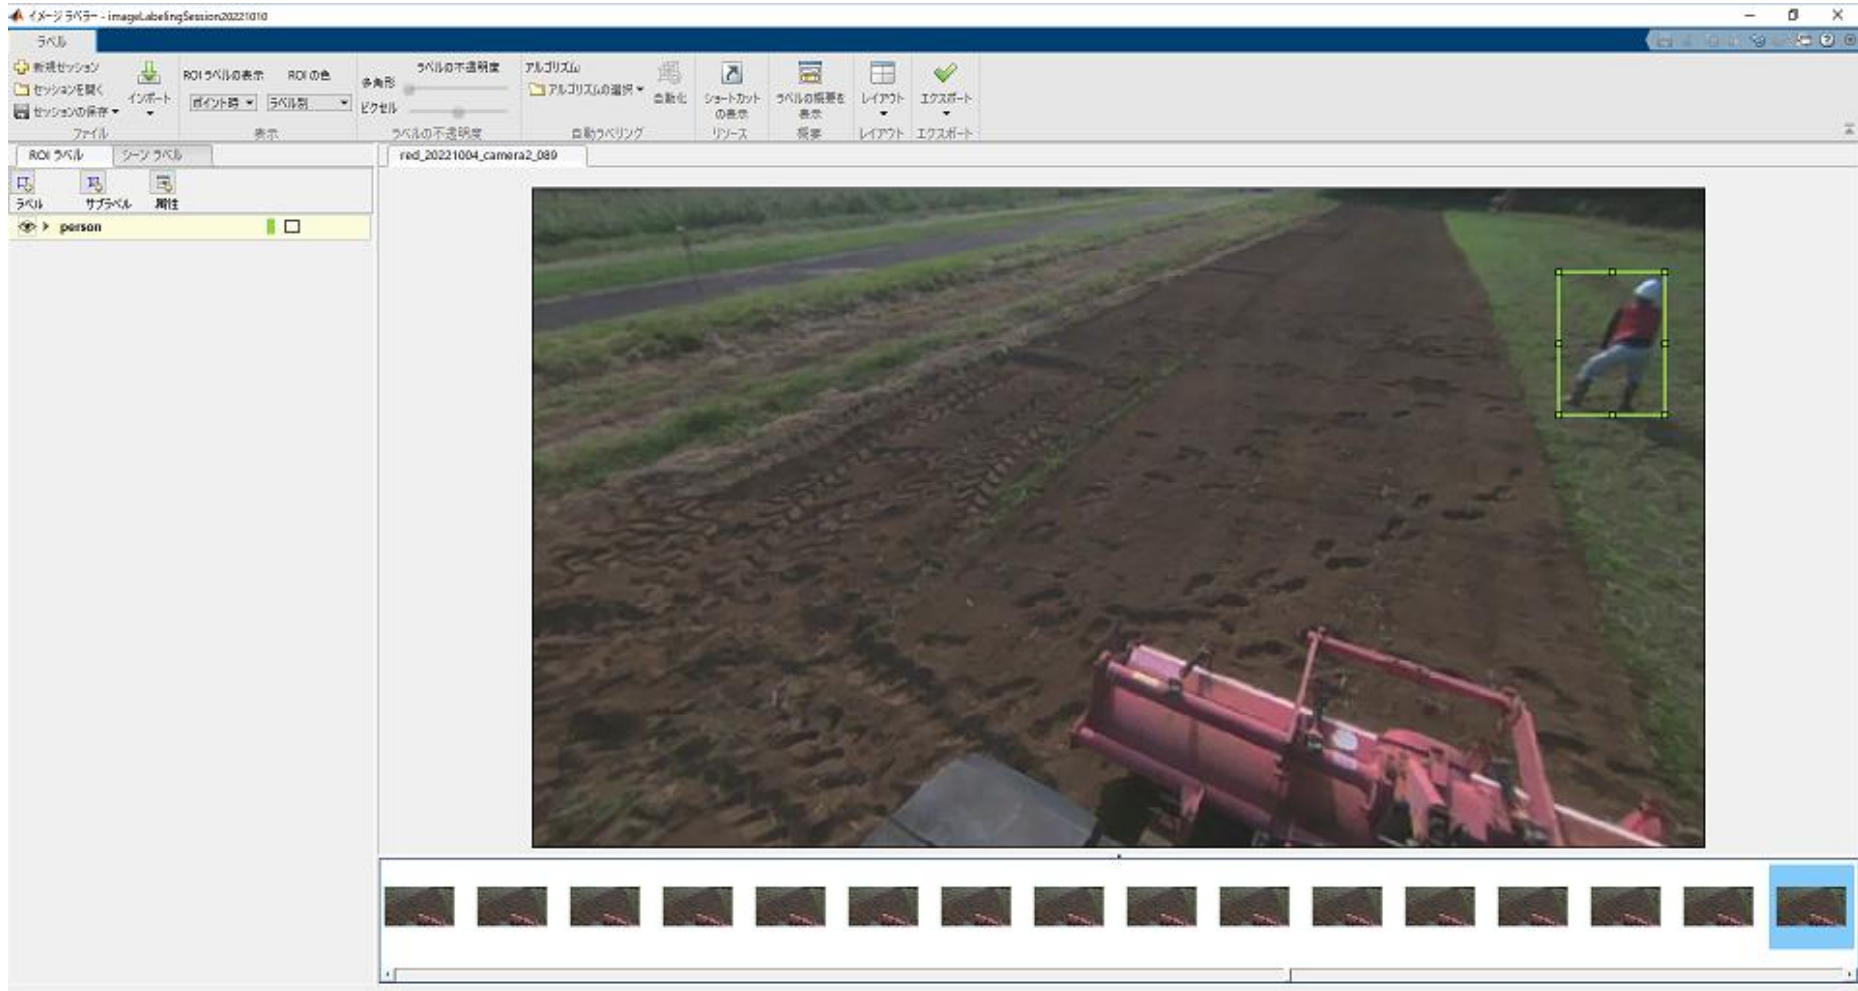 イメージ ラベラー - imageLabelingSession20221010
ラベル
新規セッション
セッションを開く
セッションの保存
インポート
ファイル
ROI ラベルの表示
ROI の色
ポイント時
ラベル別
表示
ラベルの不透明度
多角形
ピクセル
ラベルの不透明度
アルゴリズム
アルゴリズムの選択
自動化
自動ラベリング
ショートカット
の表示
リソース
ラベルの概要を
表示
概要
レイアウト
レイアウト
エクスポート
エクスポート
ROI ラベル
シーン ラベル
red_20221004_camera2_089
ラベル
サブラベル
属性
person